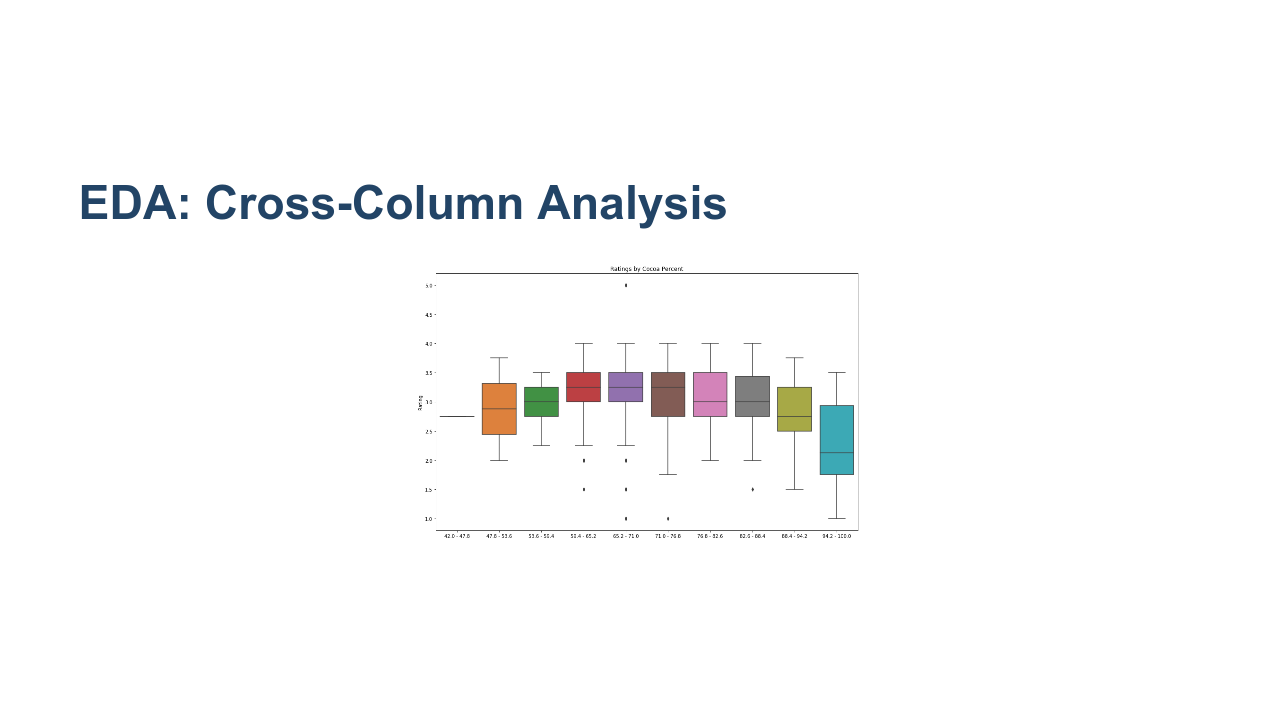 EDA: Cross-Column Analysis
Ratings by Cocoa Percent
5.0
4.5
4.0
3.5
3.0
2.5
2.0
1.5
1.0
Rating
42.0 - 47.8 47.8 - 53.6 53.6 - 59.4 59.4 - 65.2 65.2 - 71.0 71.0 - 76.8 76.8 - 82.6 82.6 - 88.4 88.4 - 94.2 94.2 - 100.0